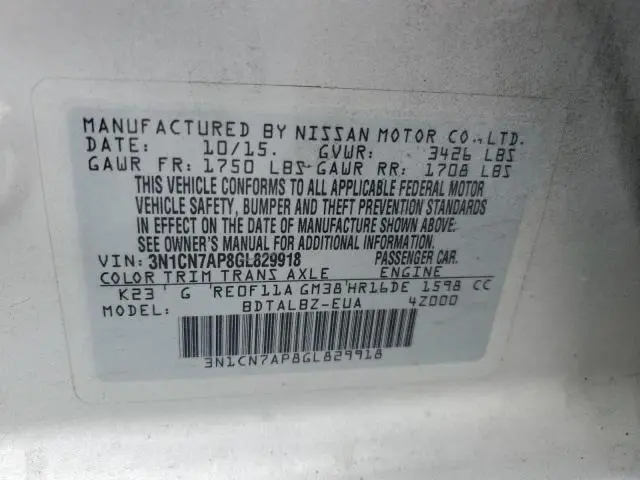 MANUFACTURED BY NISSAN MOTOR CO.,LTD.
DATE: 10/15. GVWR: 3426 LBS
GAWR FR: 1750 LBS GAWR RR: 1708 LBS
THIS VEHICLE CONFORMS TO ALL APPLICABLE FEDERAL MOTOR
VEHICLE SAFETY, BUMPER AND THEFT PREVENTION STANDARDS
IN EFFECT ON THE DATE OF MANUFACTURE SHOWN ABOVE.
SEE OWNER'S MANUAL FOR ADDITIONAL INFORMATION.
VIN: 3N1CN7AP8GL829918 PASSENGER CAR.
COLOR TRIM TRANS AXLE ENGINE
K23 G RE0F11A GM38 HR16DE 1598 CC
MODEL: BDTALBZ-EUA 4Z000
3N1CN7AP8GL829918